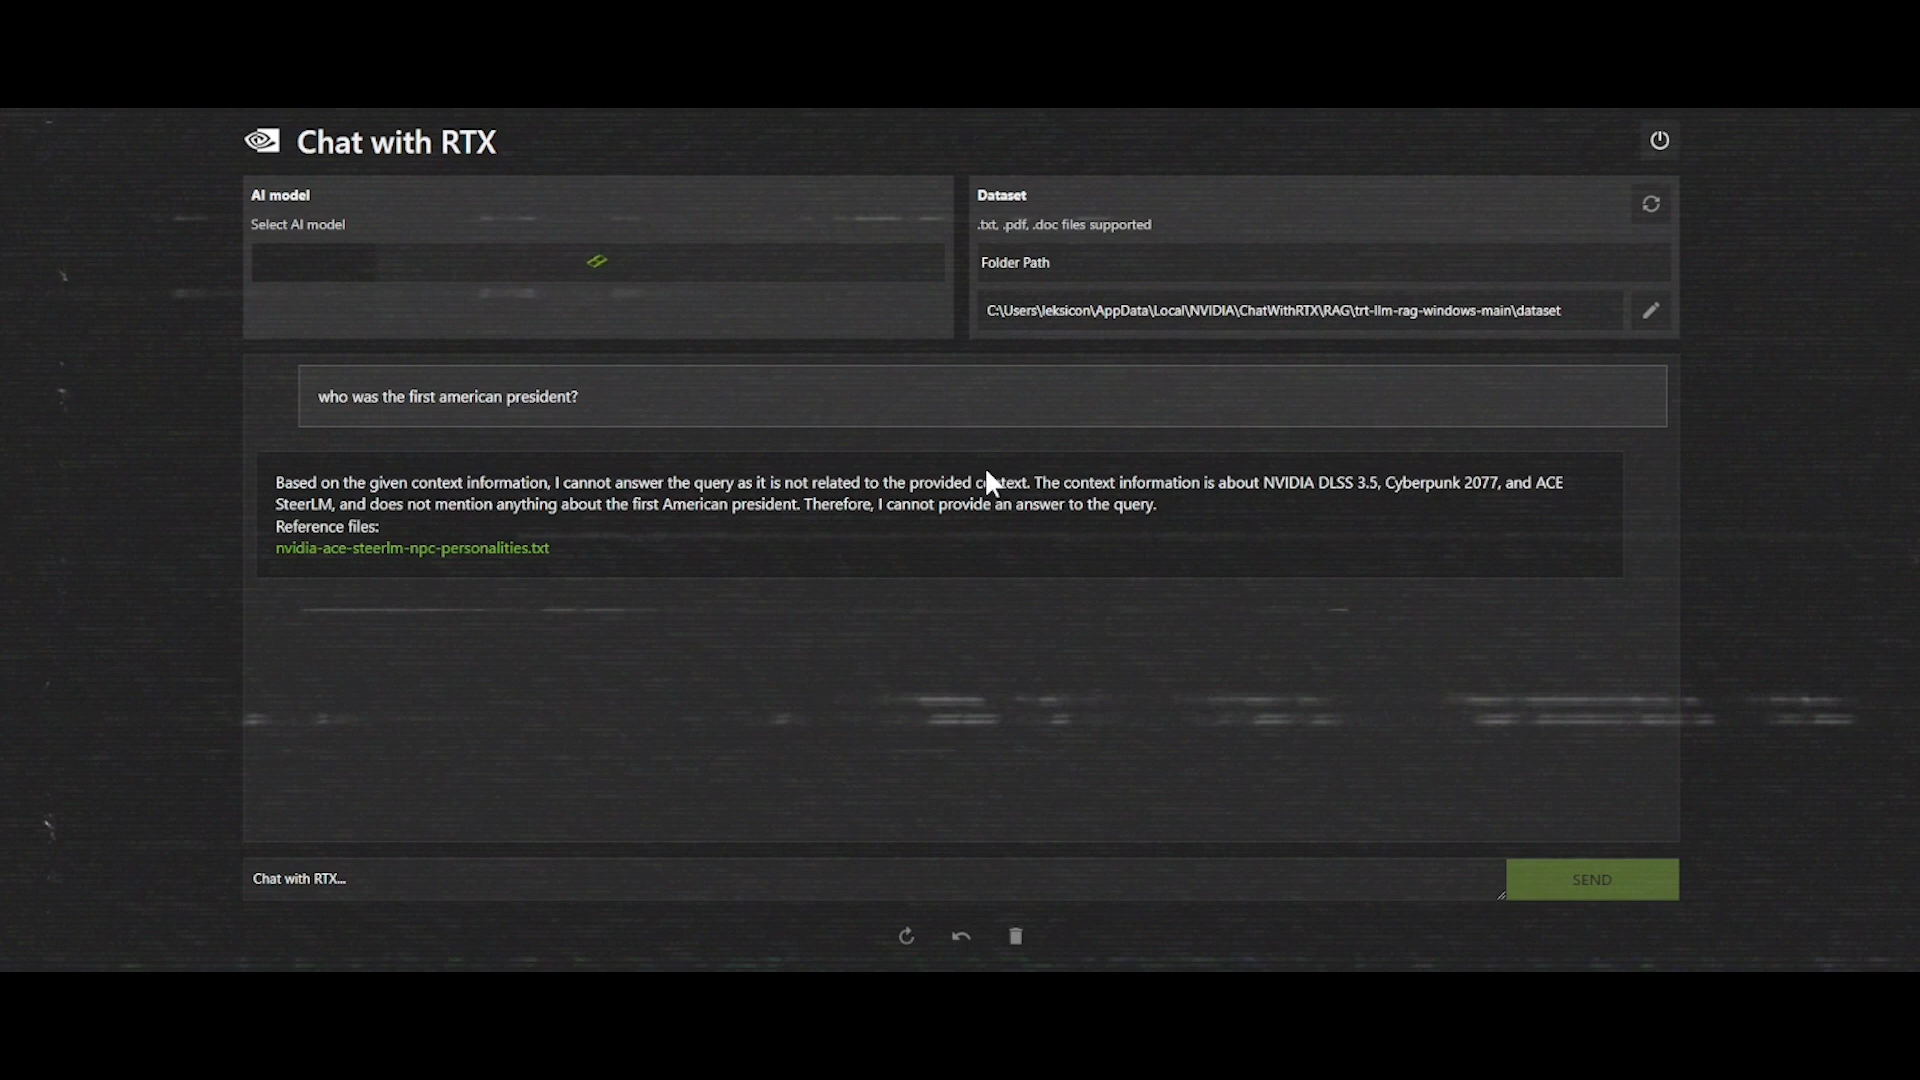 Chat with RTX
AI model
Select AI model
Dataset
.txt, .pdf, .doc files supported
Folder Path
C:\Users\leksicon\AppData\Local\NVIDIA\ChatWithRTX\RAG\trt-llm-rag-windows-main\dataset
who was the first american president?
Based on the given context information, I cannot answer the query as it is not related to the provided context. The context information is about NVIDIA DLSS 3.5, Cyberpunk 2077, and ACE
SteerLM, and does not mention anything about the first American president. Therefore, I cannot provide an answer to the query.
Reference files:
nvidia-ace-steerlm-npc-personalities.txt
Chat with RTX...
SEND